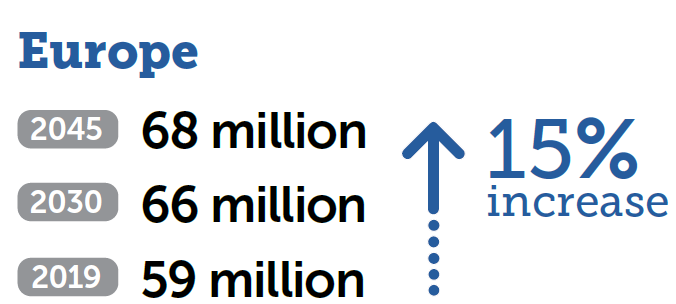 Europe
2045 68 million
2030 66 million
2019 59 million
15%
increase